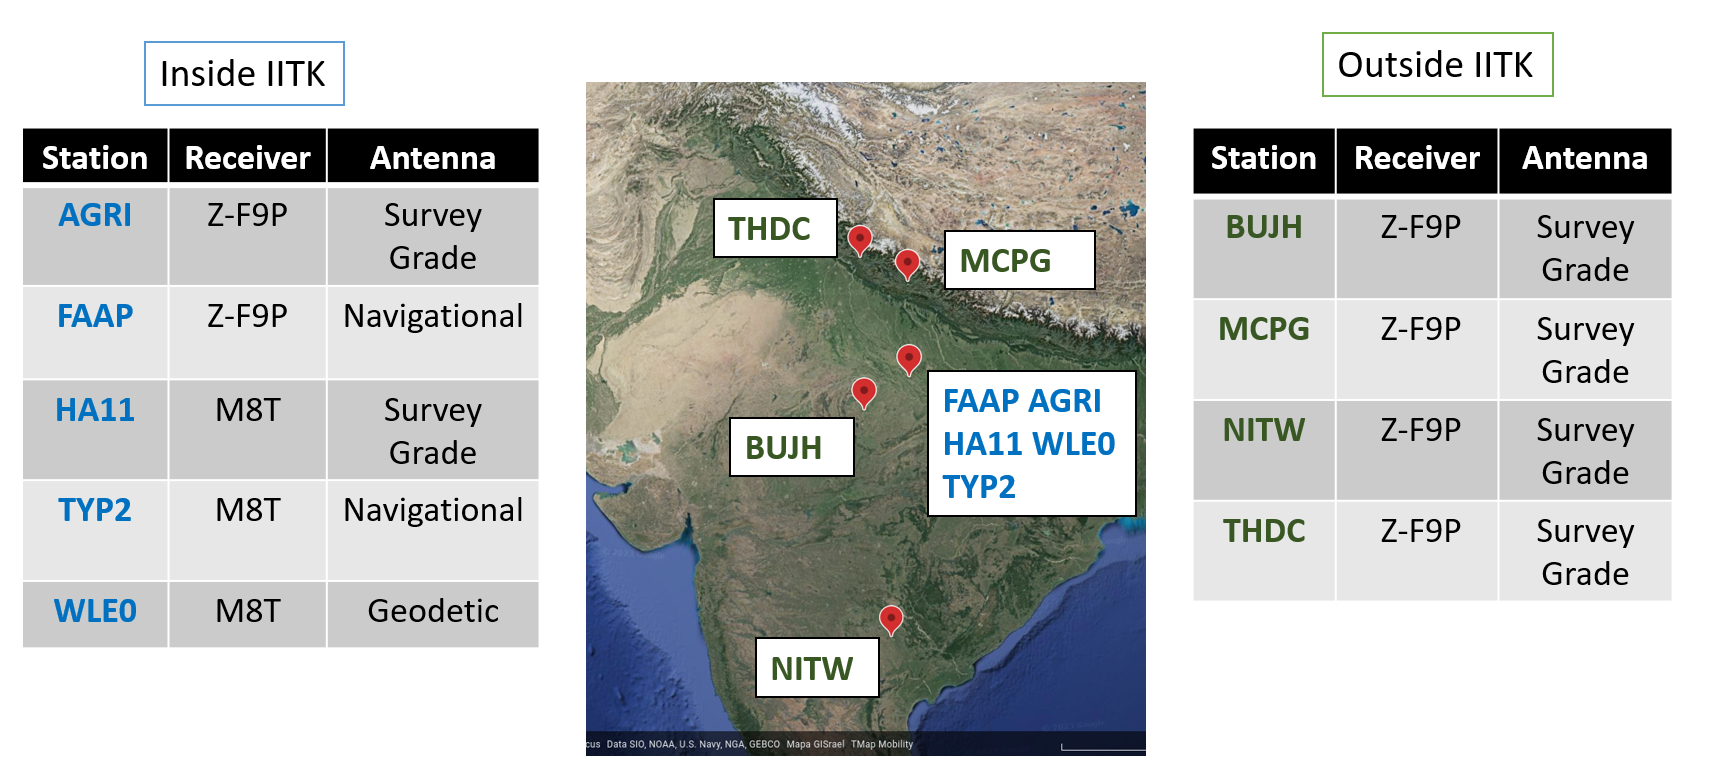 Inside IITK
Station Receiver Antenna
AGRI Z-F9P Survey
Grade
FAAP Z-F9P Navigational
HA11 M8T Survey
Grade
TYP2 M8T Navigational
WLE0 M8T Geodetic
THDC
MCPG
FAAP AGRI
HA11 WLE0
TYP2
BUJH
NITW
Data SIO, NOAA, U.S. Navy, NGA, GEBCO Mapa GISrael TMap Mobility
Outside IITK
Station Receiver Antenna
BUJH Z-F9P Survey
Grade
MCPG Z-F9P Survey
Grade
NITW Z-F9P Survey
Grade
THDC Z-F9P Survey
Grade